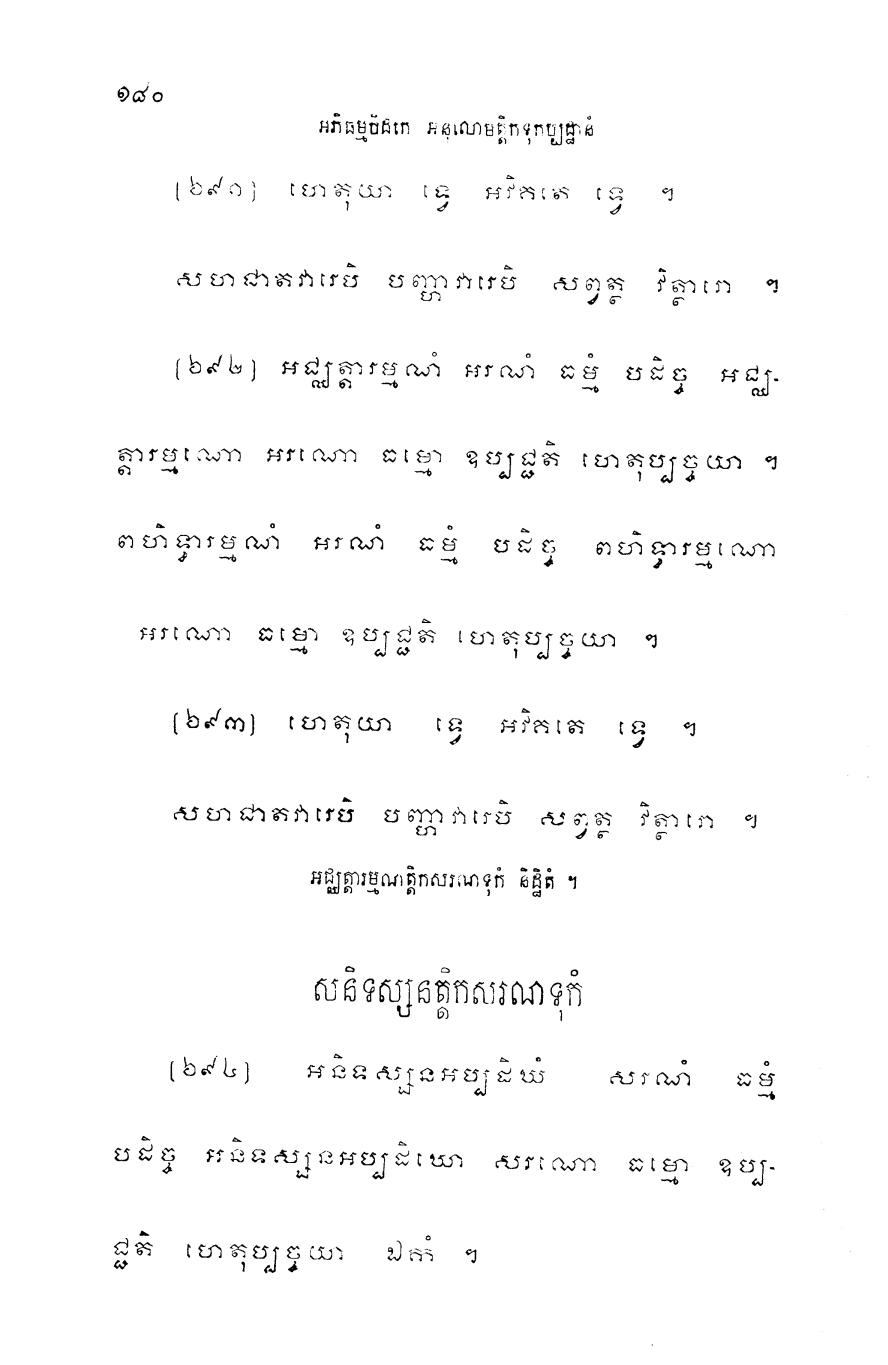 ១៨០
អភិធម្មបិដកេ អនុលោមត្តិកទុកប្បដ្ឋានំ
[៦៩១] ហេតុយា ទ្វេ អវិគតេ ទ្វេ ។
សហជាតវារេបិ បញ្ហាវារេបិ សព្វត្ថ វិត្ថារោ ។
[៦៩២] អជ្ឈត្តារម្មណំ អរណំ ធម្មំ បដិច្ច អជ្ឈ-
ត្តារម្មណោ អរណោ ធម្មោ ឧប្បជ្ជតិ ហេតុប្បច្ចយា ។
ពហិទ្ធារម្មណំ អរណំ ធម្មំ បដិច្ច ពហិទ្ធារម្មណោ
អរណោ ធម្មោ ឧប្បជ្ជតិ ហេតុប្បច្ចយា ។
[៦៩៣] ហេតុយា ទ្វេ អវិគតេ ទ្វេ ។
សហជាតវារេបិ បញ្ហាវារេបិ សព្វត្ថ វិត្ថារោ ។
អជ្ឈត្តារម្មណត្តិកសរណទុកំ និដ្ឋិតំ ។
សនិទស្សនត្តិកសរណទុកំ
[៦៩៤] អនិទស្សនអប្បដិឃំ សរណំ ធម្មំ
បដិច្ច អនិទស្សនអប្បដិឃោ សរណោ ធម្មោ ឧប្ប-
ជ្ជតិ ហេតុប្បច្ចយា ឯកំ ។